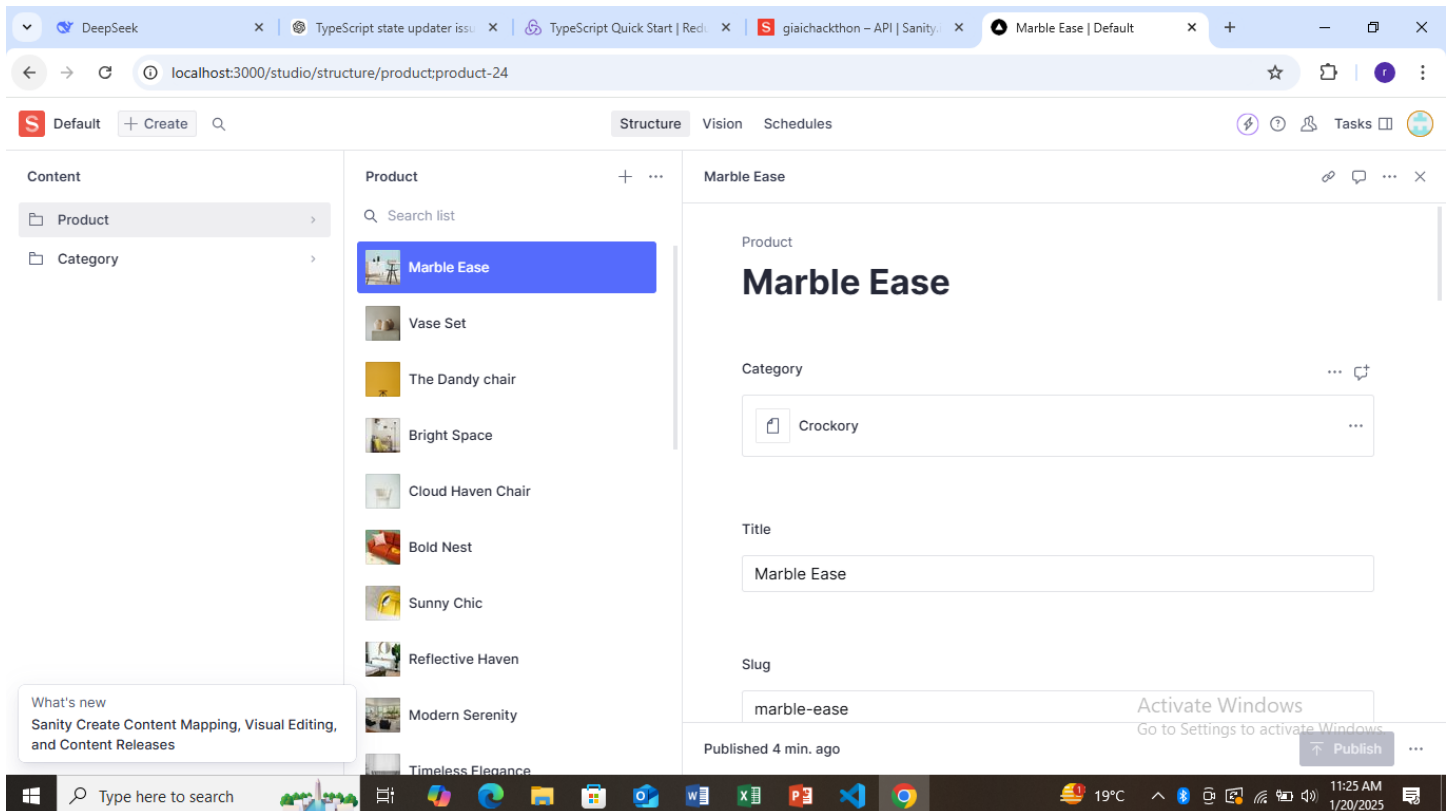 DeepSeek
TypeScript state updater issu
TypeScript Quick Start | Redu
S giaichackthon – API | Sanity.
Marble Ease | Default
localhost:3000/studio/structure/product;product-24
r
S Default
+ Create
Structure
Vision
Schedules
Tasks
Content
Product
Category
Product
Search list
Marble Ease
Vase Set
The Dandy chair
Bright Space
Cloud Haven Chair
Bold Nest
Sunny Chic
Reflective Haven
Modern Serenity
Timeless Elegance
Marble Ease
Product
Marble Ease
Category
Crockory
Title
Marble Ease
Slug
marble-ease
Published 4 min. ago
Publish
What's new
Sanity Create Content Mapping, Visual Editing,
and Content Releases
Activate Windows
Go to Settings to activate Windows.
Type here to search
19°C
11:25 AM
1/20/2025